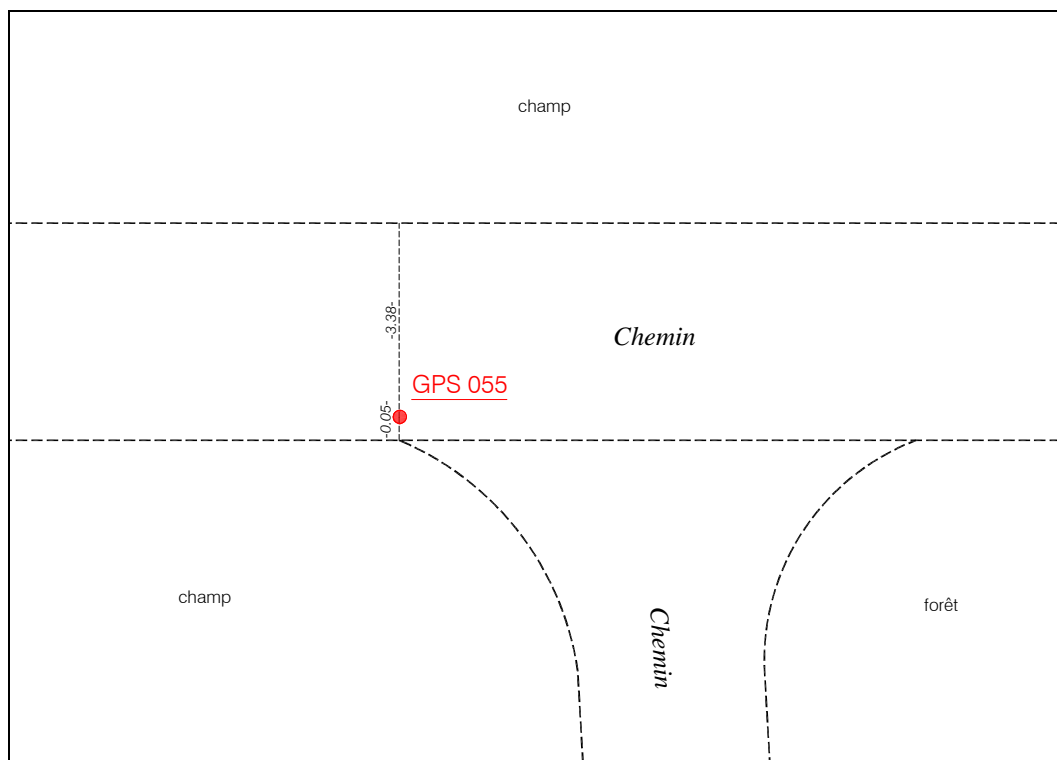 champ
-3.38-
Chemin
GPS 055
-0.05-
champ
Chemin
forêt